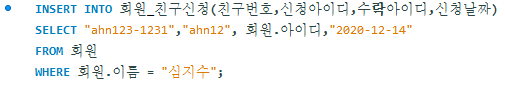 INSERT INTO 회원_친구신청(친구번호,신청아이디,수락아이디,신청날짜)
SELECT "ahn123-1231","ahn12", 회원.아이디,"2020-12-14"
FROM 회원
WHERE 회원.이름 = "심지수";